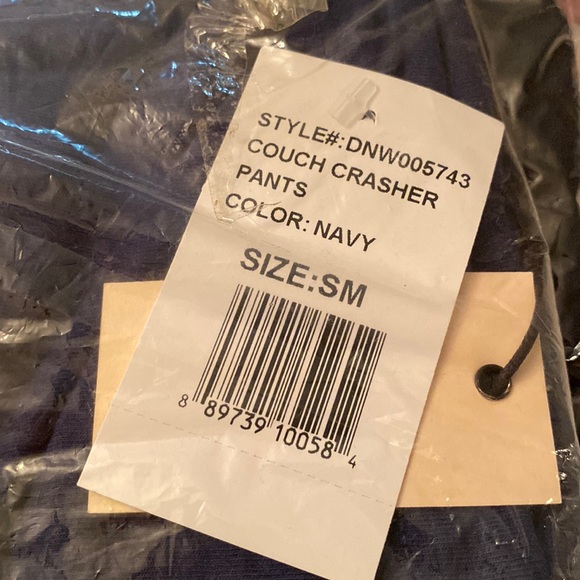 STYLE#:DNW005743
COUCH CRASHER
PANTS
COLOR: NAVY
SIZE:SM
8 89739 10058 4